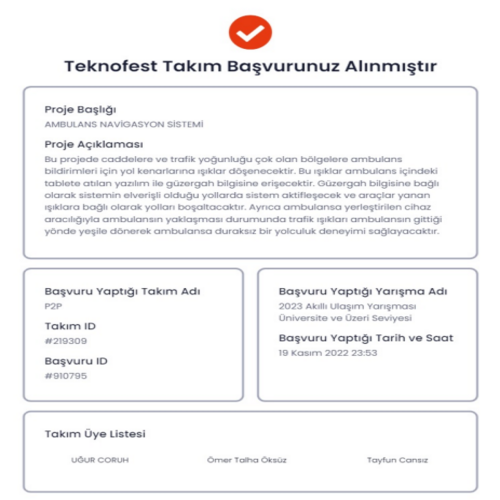 Teknofest Takım Başvurunuz Alınmıştır
Proje Başlığı
AMBULANS NAVİGASYON SİSTEMİ
Proje Açıklaması
Bu projede caddelere ve trafik yoğunluğu çok olan bölgelere ambulans
bildirimleri için yol kenarlarına ışıklar döşenecektir. Bu ışıklar ambulans içindeki
tablete atılan yazılım ile güzergah bilgisine erişecektir. Güzergah bilgisine bağlı
olarak sistemin elverişli olduğu yollarda sistem aktifleşecek ve araçlar yanan
ışıklara bağlı olarak yolları boşaltacaktır. Ayrıca ambulansa yerleştirilen cihaz
aracılığıyla ambulansın yaklaşması durumunda trafik ışıkları ambulansın gittiği
yönde yeşile dönerek ambulansa duraksız bir yolculuk deneyimi sağlayacaktır.
Başvuru Yaptığı Takım Adı
P2P
Takım ID
#219309
Başvuru ID
#910795
Başvuru Yaptığı Yarışma Adı
2023 Akıllı Ulaşım Yarışması
Üniversite ve Üzeri Seviyesi
Başvuru Yaptığı Tarih ve Saat
19 Kasım 2022 23:53
Takım Üye Listesi
UĞUR CORUH Ömer Talha Öksüz Tayfun Cansız